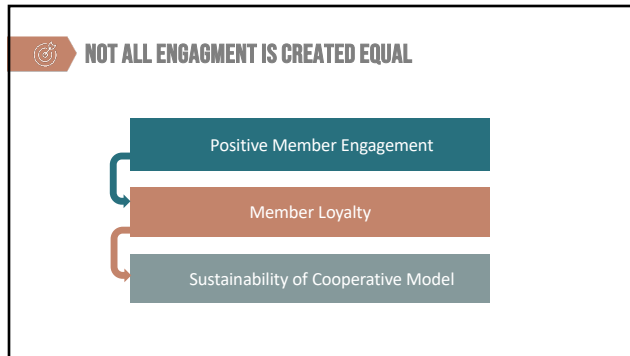 NOT ALL ENGAGMENT IS CREATED EQUAL
Positive Member Engagement
Member Loyalty
Sustainability of Cooperative Model